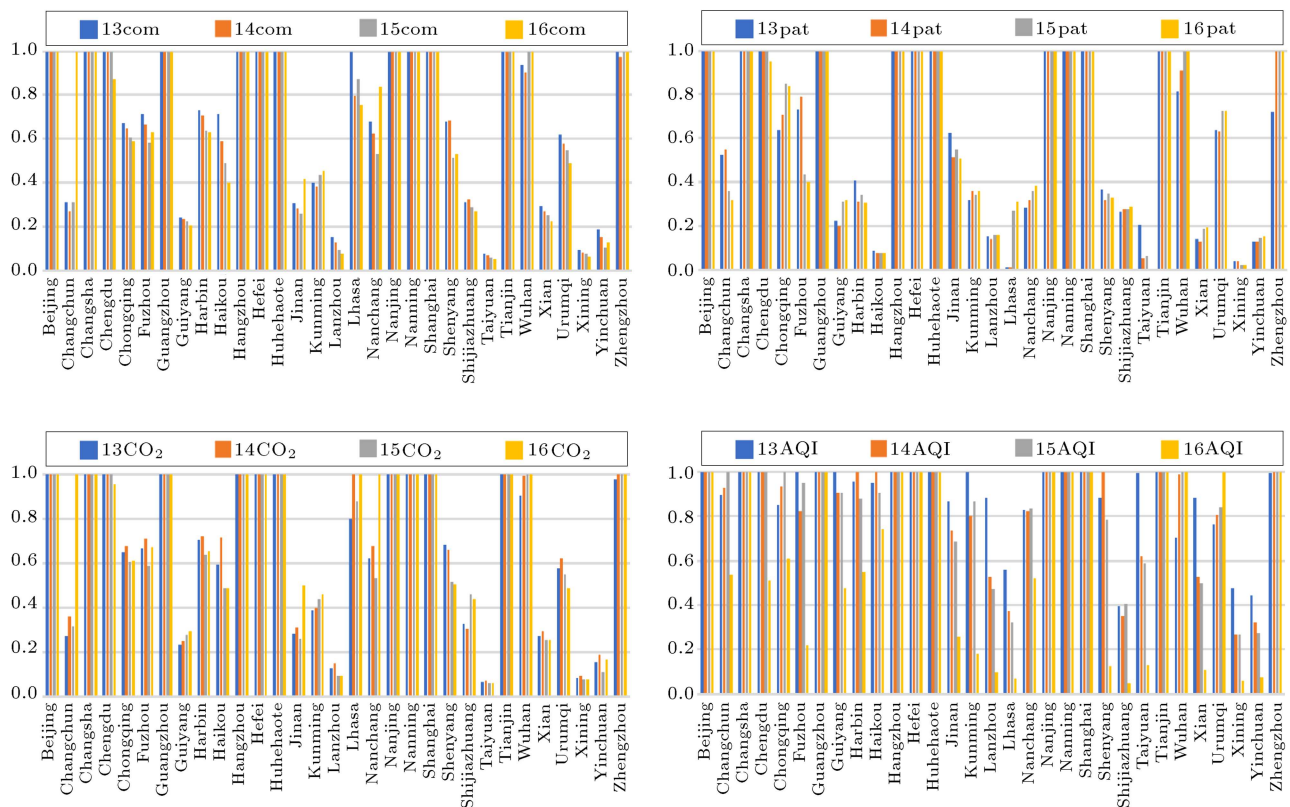 13com 14com 15com 16com
1.0
0.8
0.6
0.4
0.2
0.0
Beijing
Changchun
Changsha
Chengdu
Chongqing
Fuzhou
Guangzhou
Guiyang
Harbin
Haikou
Hangzhou
Hefei
Huhehaote
Jinan
Kunming
Lanzhou
Lhasa
Nanchang
Nanjing
Nanning
Shanghai
Shenyang
Shijiazhuang
Taiyuan
Tianjin
Wuhan
Xian
Urumqi
Xining
Yinchuan
Zhengzhou
13pat 14pat 15pat 16pat
1.0
0.8
0.6
0.4
0.2
0.0
Beijing
Changchun
Changsha
Chengdu
Chongqing
Fuzhou
Guangzhou
Guiyang
Harbin
Haikou
Hangzhou
Hefei
Huhehaote
Jinan
Kunming
Lanzhou
Lhasa
Nanchang
Nanjing
Nanning
Shanghai
Shenyang
Shijiazhuang
Taiyuan
Tianjin
Wuhan
Xian
Urumqi
Xining
Yinchuan
Zhengzhou
13CO₂ 14CO₂ 15CO₂ 16CO₂
1.0
0.8
0.6
0.4
0.2
0.0
Beijing
Changchun
Changsha
Chengdu
Chongqing
Fuzhou
Guangzhou
Guiyang
Harbin
Haikou
Hangzhou
Hefei
Huhehaote
Jinan
Kunming
Lanzhou
Lhasa
Nanchang
Nanjing
Nanning
Shanghai
Shenyang
Shijiazhuang
Taiyuan
Tianjin
Wuhan
Xian
Urumqi
Xining
Yinchuan
Zhengzhou
13AQI 14AQI 15AQI 16AQI
1.0
0.8
0.6
0.4
0.2
0.0
Beijing
Changchun
Changsha
Chengdu
Chongqing
Fuzhou
Guangzhou
Guiyang
Harbin
Haikou
Hangzhou
Hefei
Huhehaote
Jinan
Kunming
Lanzhou
Lhasa
Nanchang
Nanjing
Nanning
Shanghai
Shenyang
Shijiazhuang
Taiyuan
Tianjin
Wuhan
Xian
Urumqi
Xining
Yinchuan
Zhengzhou